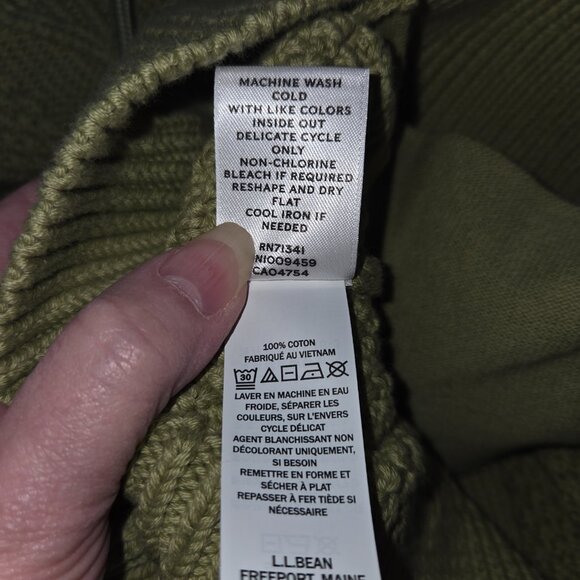 MACHINE WASH
COLD
WITH LIKE COLORS
INSIDE OUT
DELICATE CYCLE
ONLY
NON-CHLORINE
BLEACH IF REQUIRED
RESHAPE AND DRY
FLAT
COOL IRON IF
NEEDED
RN71341
NI009459
CA04754
100% COTON
FABRIQUÉ AU VIETNAM
30
LAVER EN MACHINE EN EAU
FROIDE, SÉPARER LES
COULEURS, SUR L'ENVERS
CYCLE DÉLICAT
AGENT BLANCHISSANT NON
DÉCOLORANT UNIQUEMENT,
SI BESOIN
REMETTRE EN FORME ET
SÉCHER À PLAT
REPASSER À FER TIÈDE SI
NÉCESSAIRE
L.L.BEAN
FREEPORT, MAINE